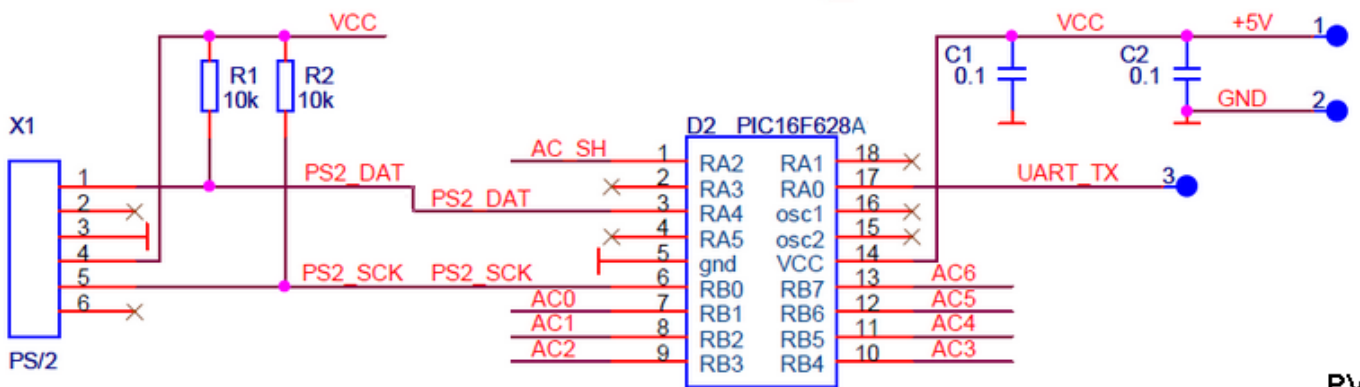 VCC
VCC
+5V
1
R1
10k
R2
10k
C1
0.1
C2
0.1
GND
2
X1
D2 PIC16F628A
AC_SH 1 RA2 RA1 18
1 PS2_DAT 2 RA3 RA0 17 UART_TX 3
2 PS2_DAT 3 RA4 osc1 16
3 4 RA5 osc2 15
4 5 gnd VCC 14
5 PS2_SCK PS2_SCK 6 RB0 RB7 13 AC6
6 AC0 7 RB1 RB6 12 AC5
AC1 8 RB2 RB5 11 AC4
AC2 9 RB3 RB4 10 AC3
PS/2